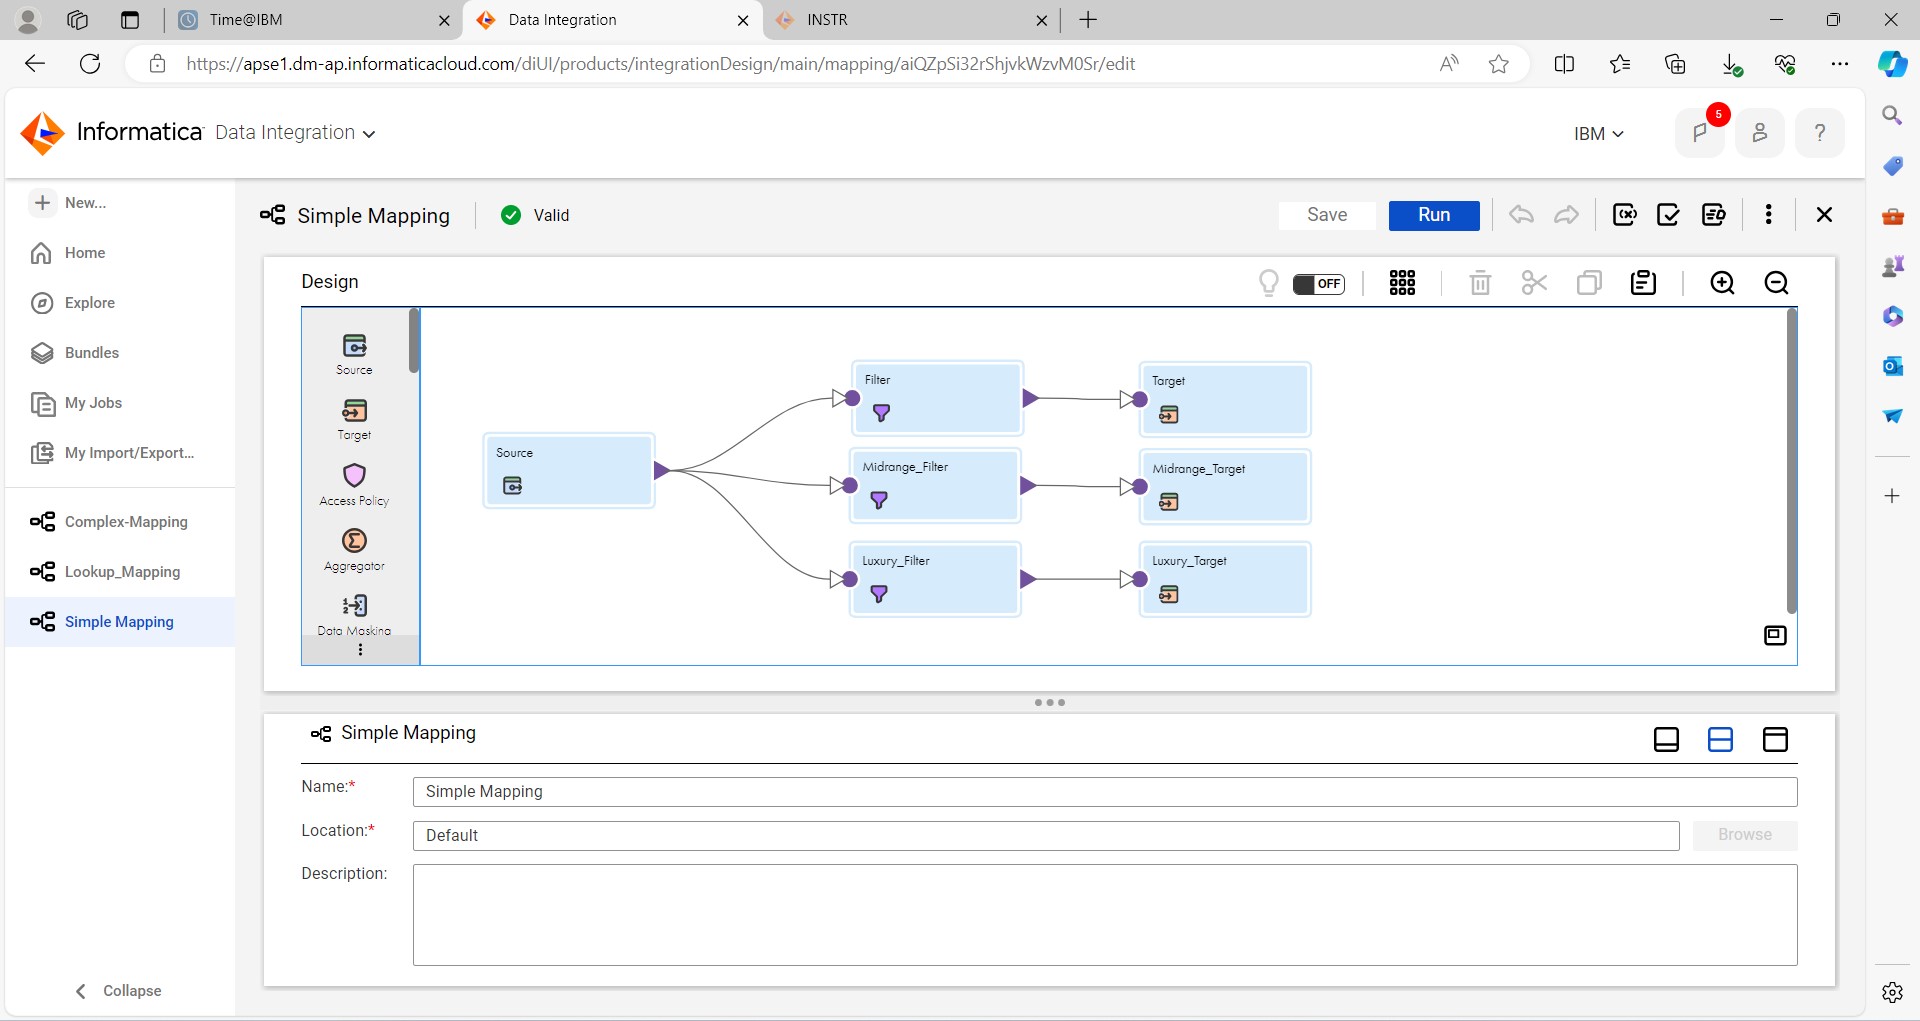 Time@IBM
Data Integration
INSTR
https://apse1.dm-ap.informaticacloud.com/diUI/products/integrationDesign/main/mapping/aiQZpSi32rShjvkWzvM0Sr/edit
Informatica Data Integration
IBM
5
?
New...
Home
Explore
Bundles
My Jobs
My Import/Export...
Complex-Mapping
Lookup_Mapping
Simple Mapping
Collapse
Simple Mapping
Valid
Save
Run
Design
OFF
Source
Target
Access Policy
Aggregator
Data Masking
Source
Filter
Target
Midrange_Filter
Midrange_Target
Luxury_Filter
Luxury_Target
Simple Mapping
Name:*
Simple Mapping
Location:*
Default
Browse
Description: